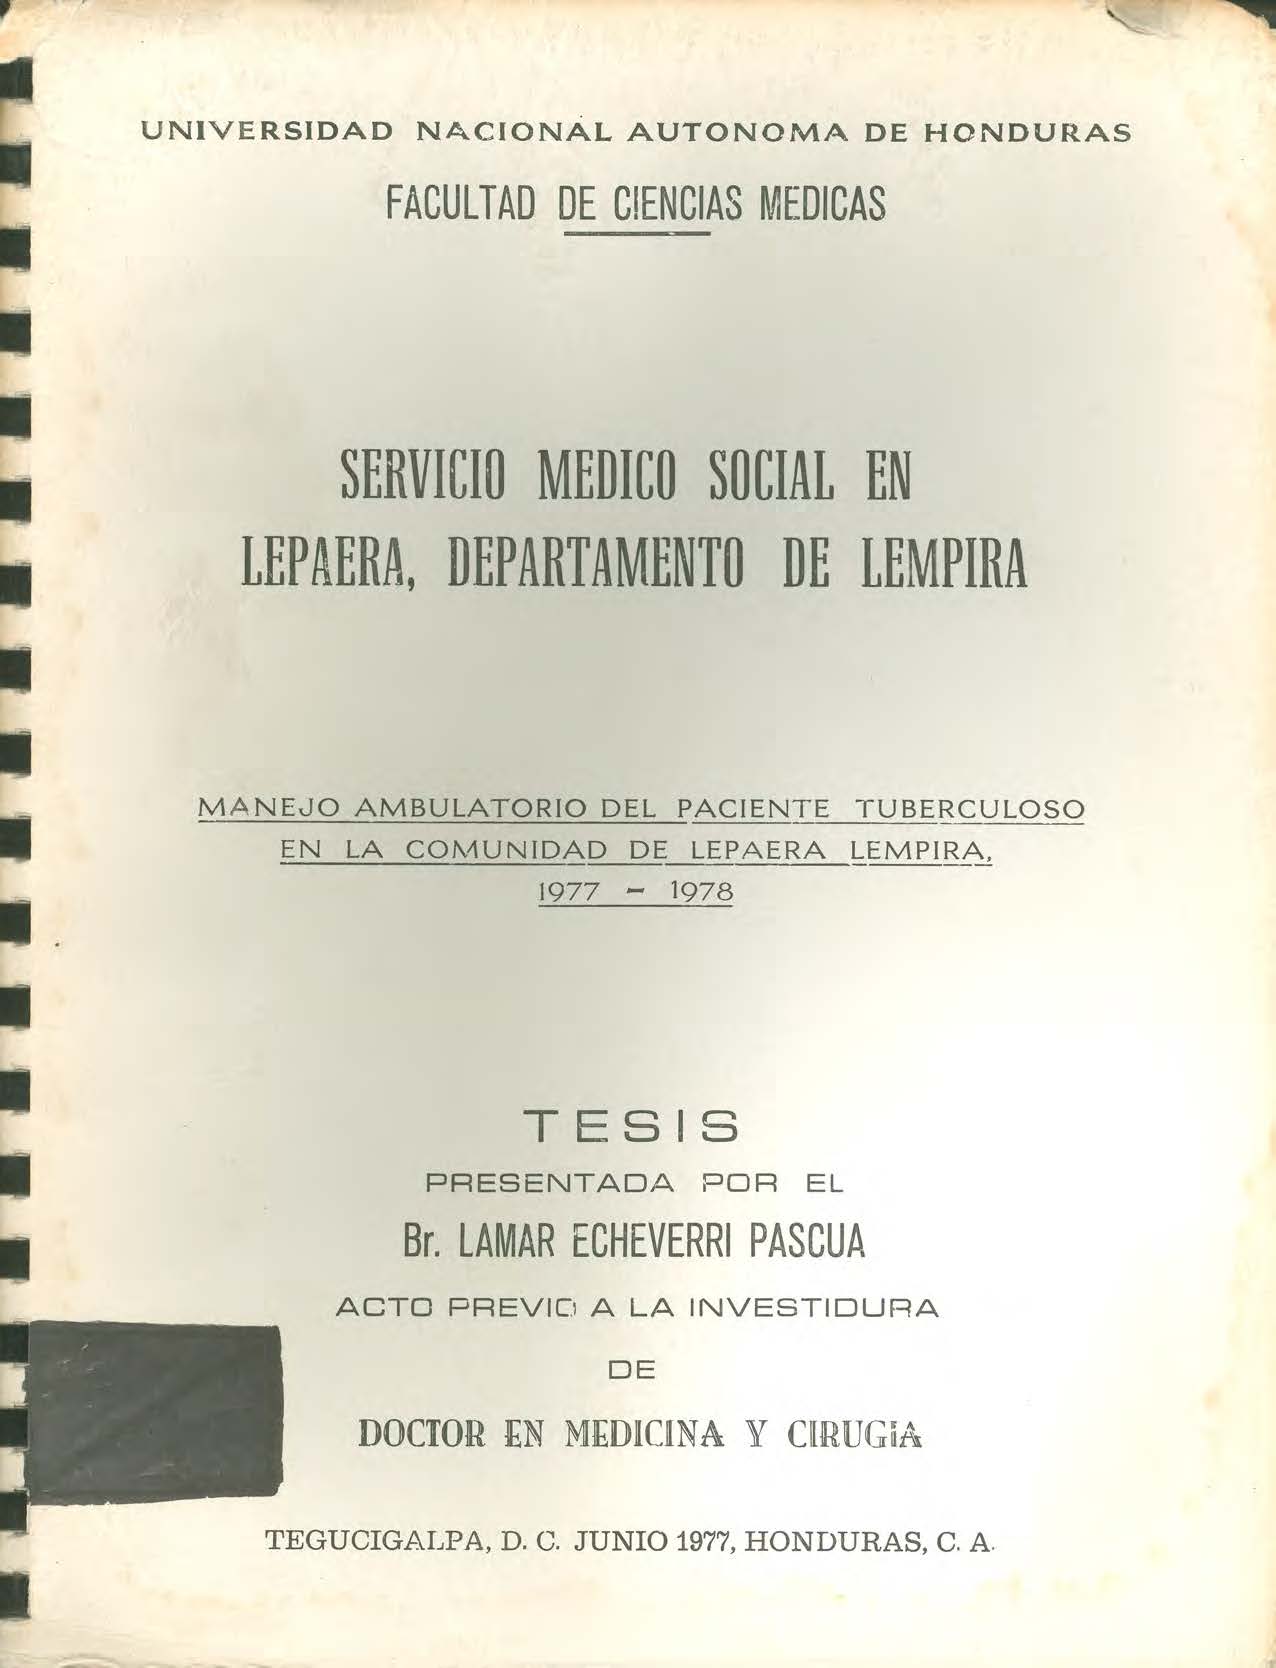 UNIVERSIDAD NACIONAL AUTONOMA DE HONDURAS
FACULTAD DE CIENCIAS MEDICAS
SERVICIO MEDICO SOCIAL EN
LEPAERA, DEPARTAMENTO DE LEMPIRA
MANEJO AMBULATORIO DEL PACIENTE TUBERCULOSO
EN LA COMUNIDAD DE LEPAERA LEMPIRA,
1977 - 1978
TESIS
PRESENTADA POR EL
Br. LAMAR ECHEVERRI PASCUA
ACTO PREVIO A LA INVESTIDURA
DE
DOCTOR EN MEDICINA Y CIRUGíA
TEGUCIGALPA, D. C. JUNIO 1977, HONDURAS, C. A.